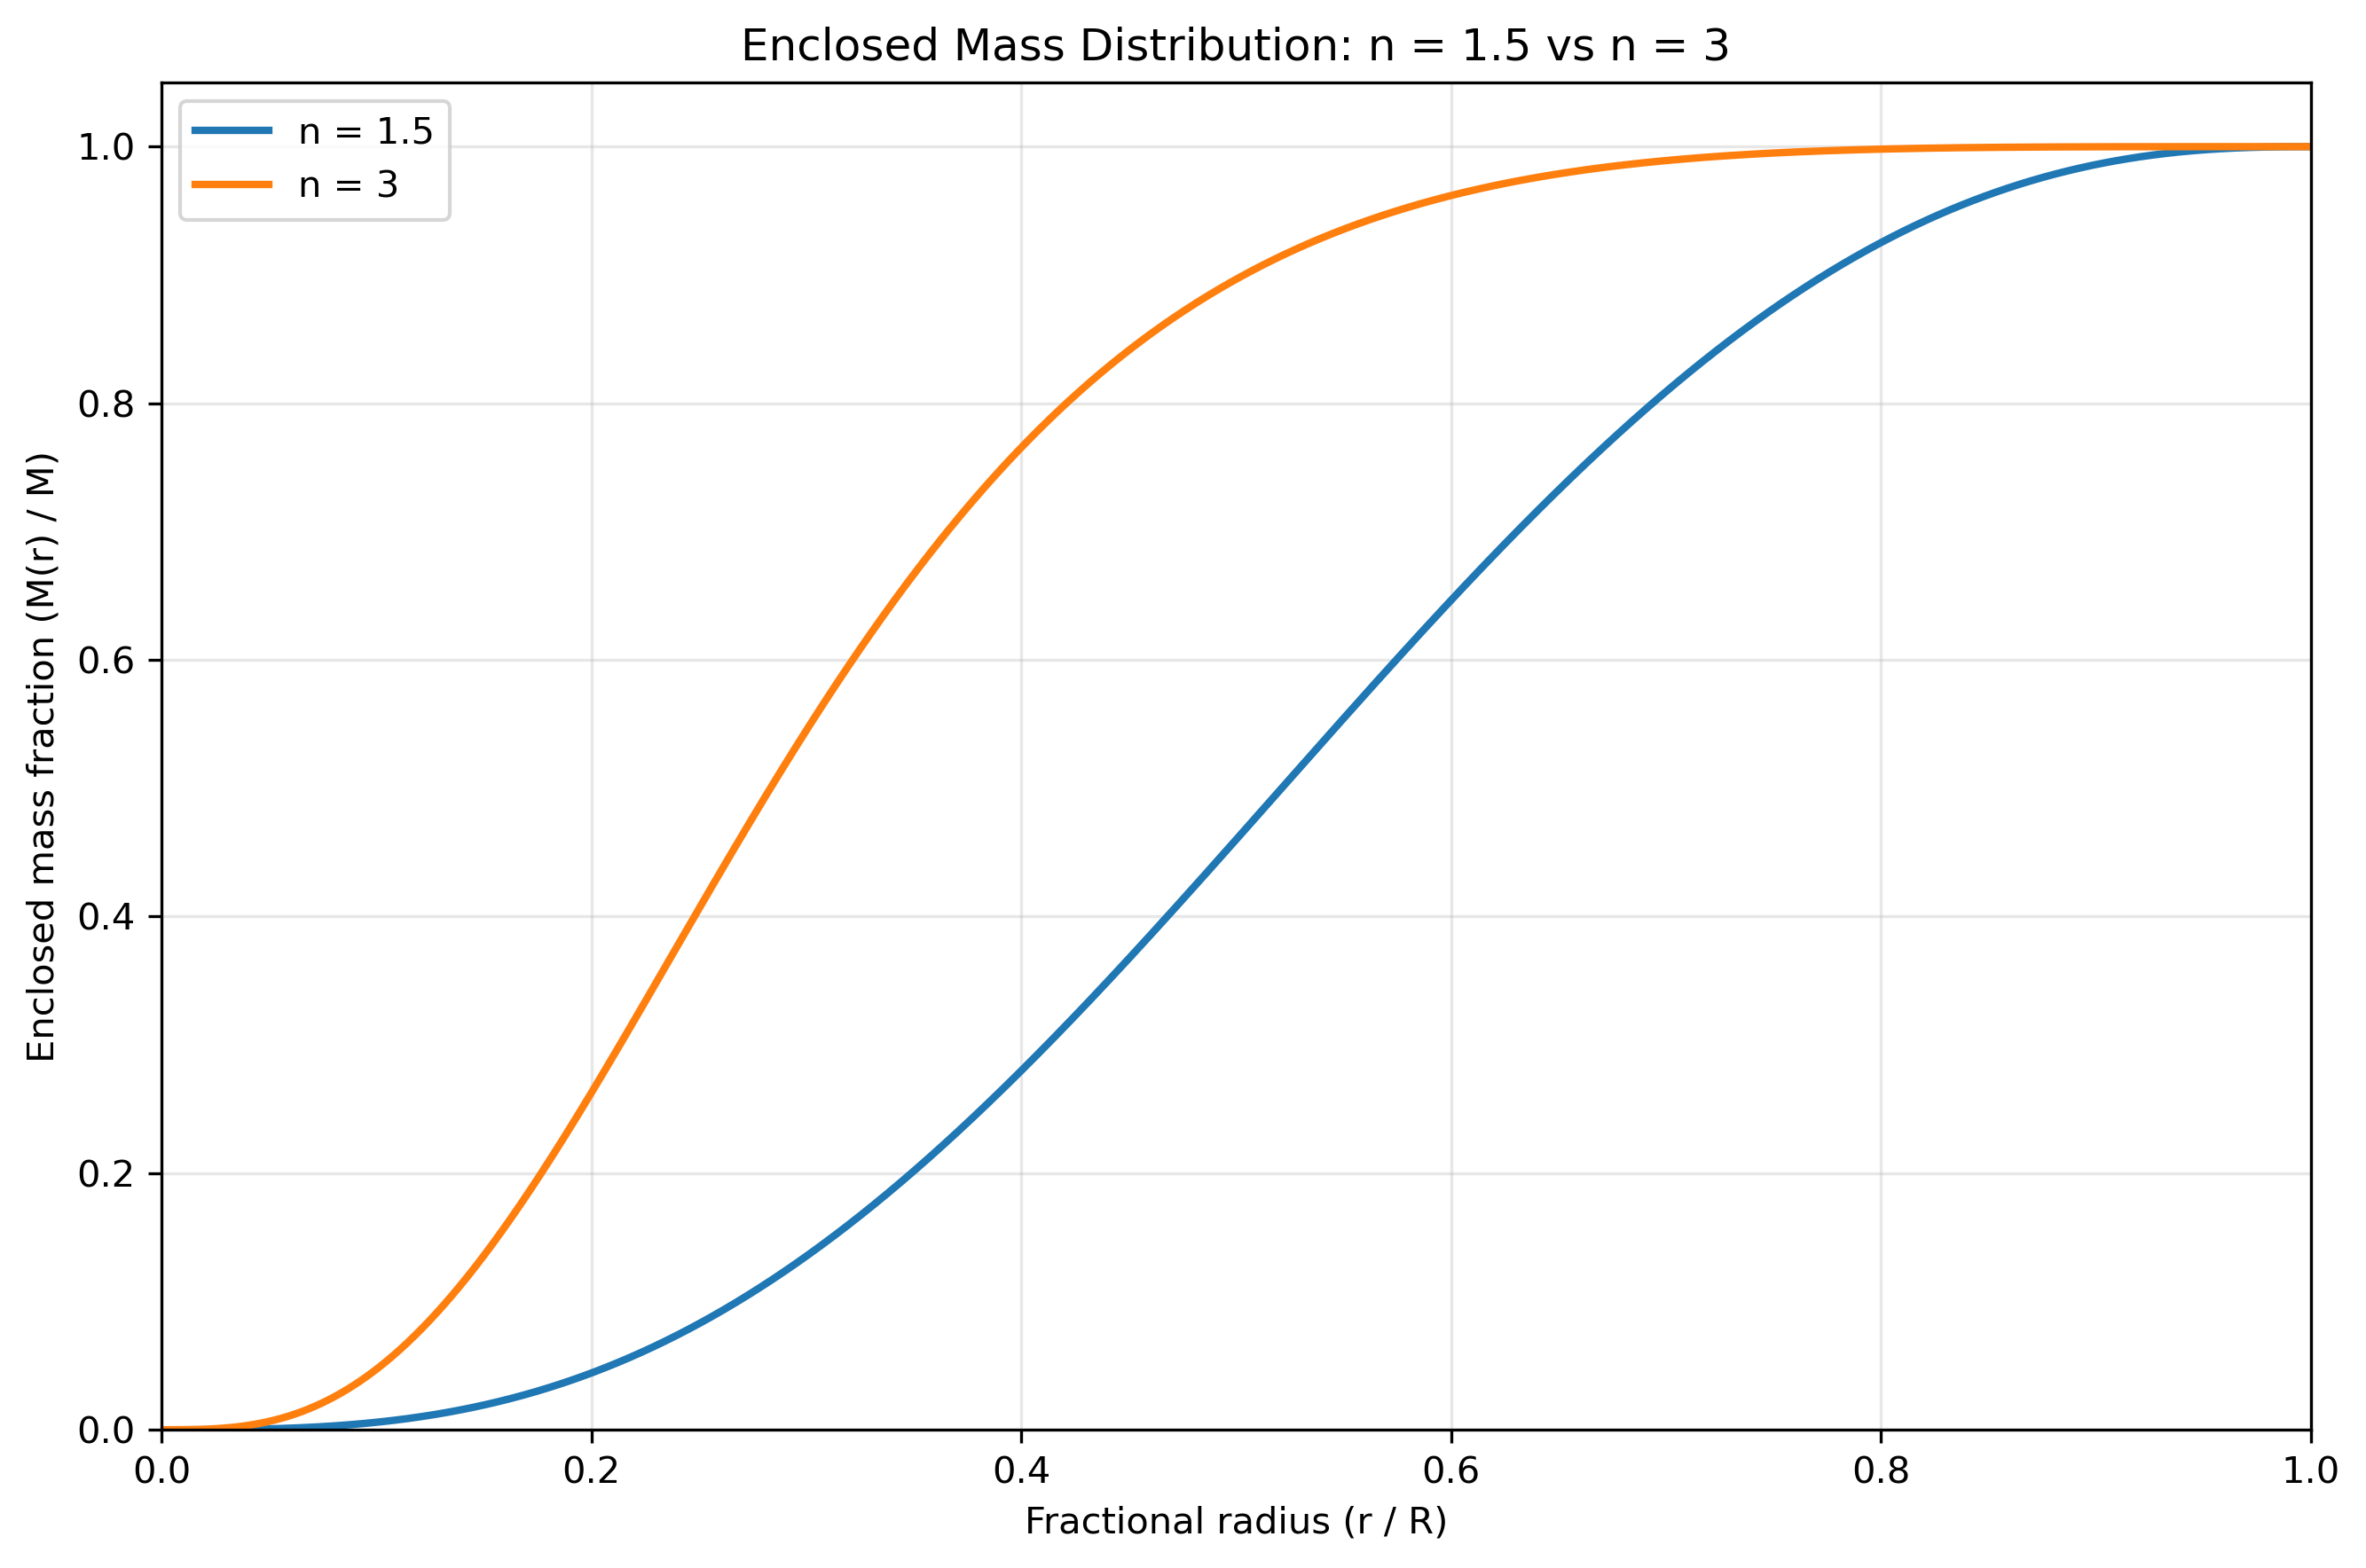 Enclosed Mass Distribution: n = 1.5 vs n = 3
n = 1.5
n = 3
Enclosed mass fraction (M(r) / M)
1.0
0.8
0.6
0.4
0.2
0.0
0.0 0.2 0.4 0.6 0.8 1.0
Fractional radius (r / R)